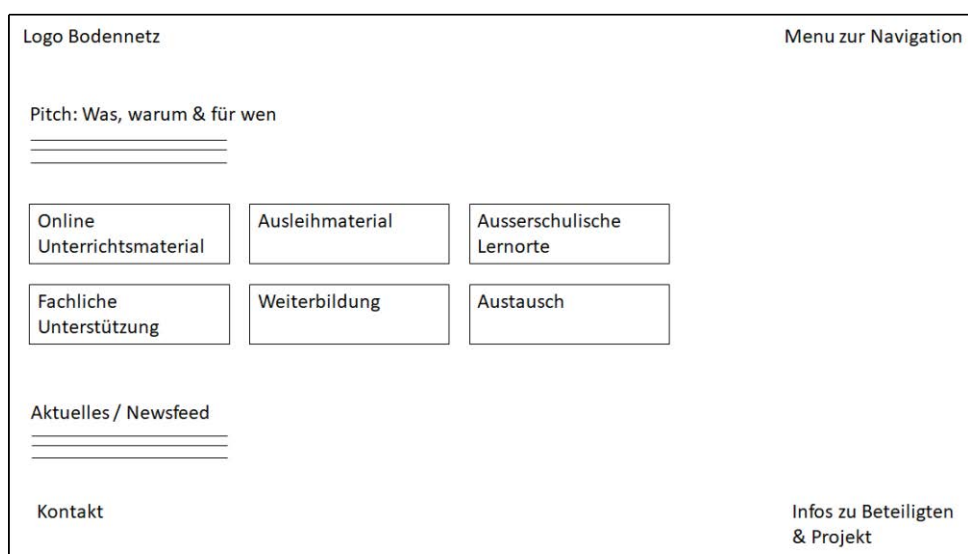 Logo Bodennetz
Menu zur Navigation
Pitch: Was, warum & für wen
Online
Unterrichtsmaterial
Ausleihmaterial
Ausserschulische
Lernorte
Fachliche
Unterstützung
Weiterbildung
Austausch
Aktuelles / Newsfeed
Kontakt
Infos zu Beteiligten
& Projekt